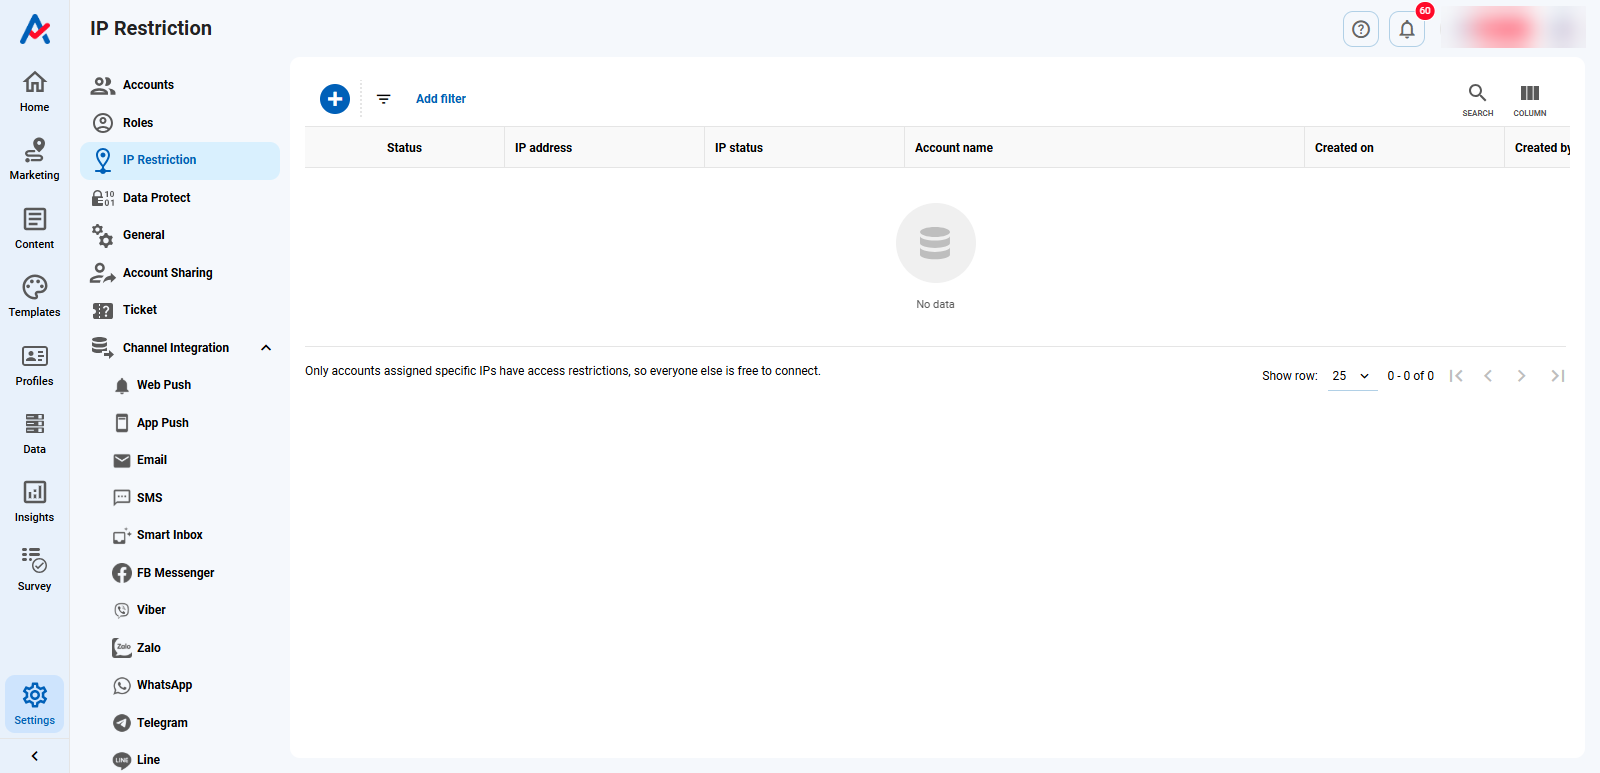 IP Restriction
60
Home
Marketing
Content
Templates
Profiles
Data
Insights
Survey
Settings
Accounts
Roles
IP Restriction
Data Protect
General
Account Sharing
Ticket
Channel Integration
Web Push
App Push
Email
SMS
Smart Inbox
FB Messenger
Viber
Zalo
Zalo
WhatsApp
Telegram
LINE
Line
Add filter
SEARCH
COLUMN
Status IP address IP status Account name Created on Created by
No data
Only accounts assigned specific IPs have access restrictions, so everyone else is free to connect.
Show row: 25 0 - 0 of 0